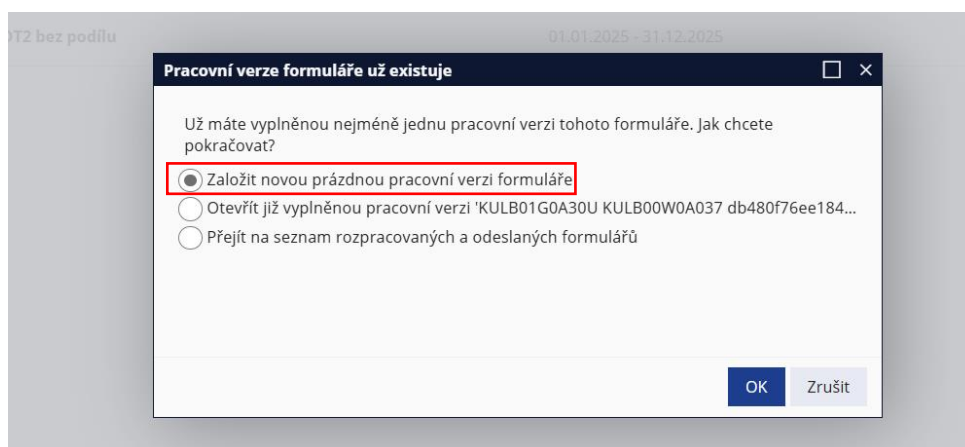 DT2 bez podílu 01.01.2025 - 31.12.2025
Pracovní verze formuláře už existuje
Už máte vyplněnou nejméně jednu pracovní verzi tohoto formuláře. Jak chcete
pokračovat?
Založit novou prázdnou pracovní verzi formuláře
Otevřít již vyplněnou pracovní verzi 'KULB01G0A30U KULB00W0A037 db480f76ee184...
Přejít na seznam rozpracovaných a odeslaných formulářů
OK Zrušit